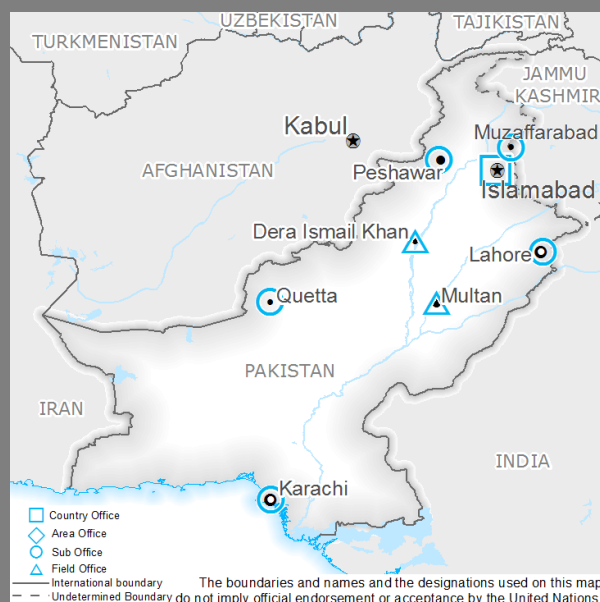 UZBEKISTAN
TAJIKISTAN
TURKMENISTAN
JAMMU
KASHMIR
Kabul
Muzaffarabad
AFGHANISTAN
Peshawar
Islamabad
Dera Ismail Khan
Lahore
Quetta
Multan
PAKISTAN
IRAN
INDIA
Karachi
Country Office
Area Office
Sub Office
Field Office
International boundary
Undetermined Boundary
The boundaries and names and the designations used on this map
do not imply official endorsement or acceptance by the United Nations.